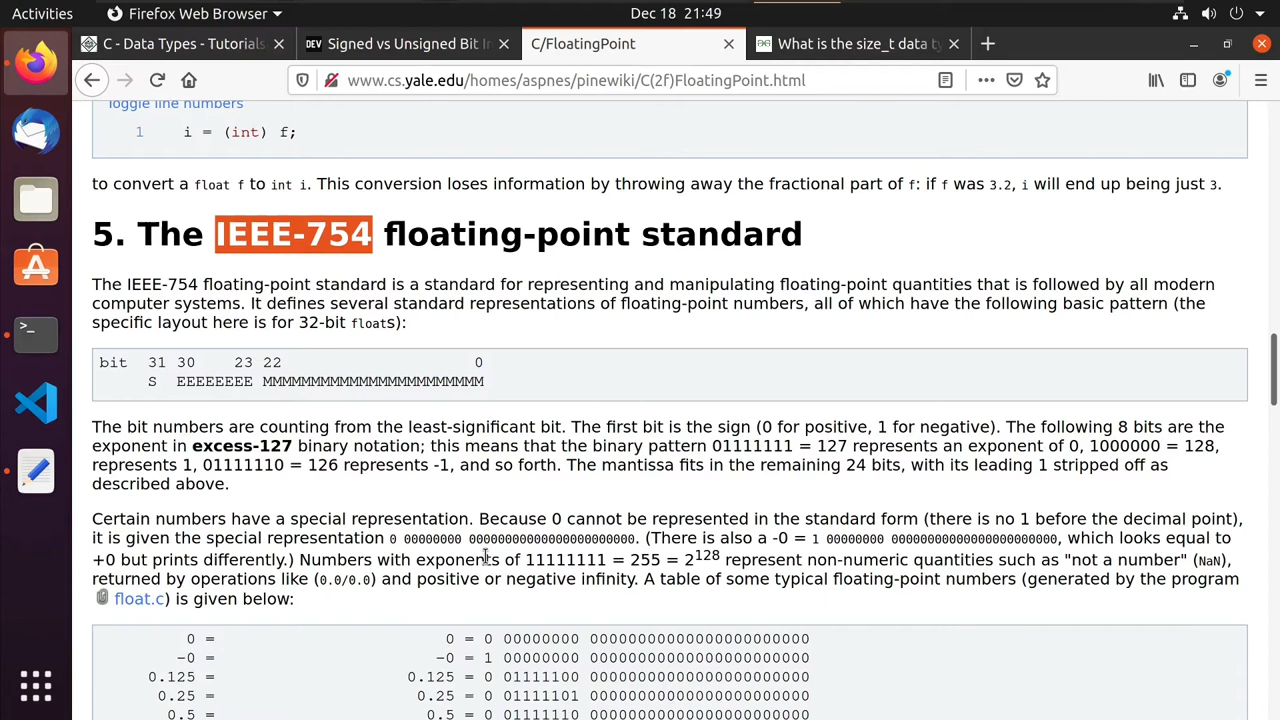 Activities
Firefox Web Browser
Dec 18 21:49
C - Data Types - Tutorials
Signed vs Unsigned Bit In
C/FloatingPoint
What is the size_t data ty
www.cs.yale.edu/homes/aspnes/pinewiki/C(2f)FloatingPoint.html
Toggle line numbers
1 i = (int) f;
to convert a float f to int i. This conversion loses information by throwing away the fractional part of f: if f was 3.2, i will end up being just 3.
5. The IEEE-754 floating-point standard
The IEEE-754 floating-point standard is a standard for representing and manipulating floating-point quantities that is followed by all modern
computer systems. It defines several standard representations of floating-point numbers, all of which have the following basic pattern (the
specific layout here is for 32-bit floats):
bit 31 30 23 22 0
S EEEEEEEE MMMMMMMMMMMMMMMMMMMMMMM
The bit numbers are counting from the least-significant bit. The first bit is the sign (0 for positive, 1 for negative). The following 8 bits are the
exponent in excess-127 binary notation; this means that the binary pattern 01111111 = 127 represents an exponent of 0, 1000000 = 128,
represents 1, 01111110 = 126 represents -1, and so forth. The mantissa fits in the remaining 24 bits, with its leading 1 stripped off as
described above.
Certain numbers have a special representation. Because 0 cannot be represented in the standard form (there is no 1 before the decimal point),
it is given the special representation 0 00000000 00000000000000000000000. (There is also a -0 = 1 00000000 00000000000000000000000, which looks equal to
+0 but prints differently.) Numbers with exponents of 11111111 = 255 = 2^128 represent non-numeric quantities such as "not a number" (NaN),
returned by operations like (0.0/0.0) and positive or negative infinity. A table of some typical floating-point numbers (generated by the program
float.c) is given below:
0 = 0 = 0 00000000 00000000000000000000000
-0 = -0 = 1 00000000 00000000000000000000000
0.125 = 0.125 = 0 01111100 00000000000000000000000
0.25 = 0.25 = 0 01111101 00000000000000000000000
0.5 = 0.5 = 0 01111110 00000000000000000000000